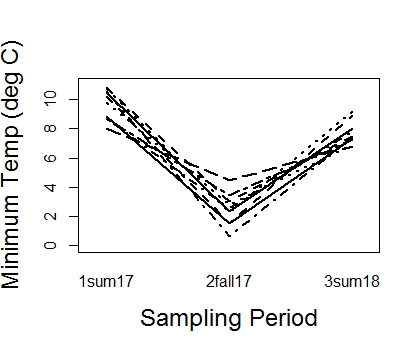 Minimum Temp (deg C)
10
8
6
4
2
0
1sum17 2fall17 3sum18
Sampling Period